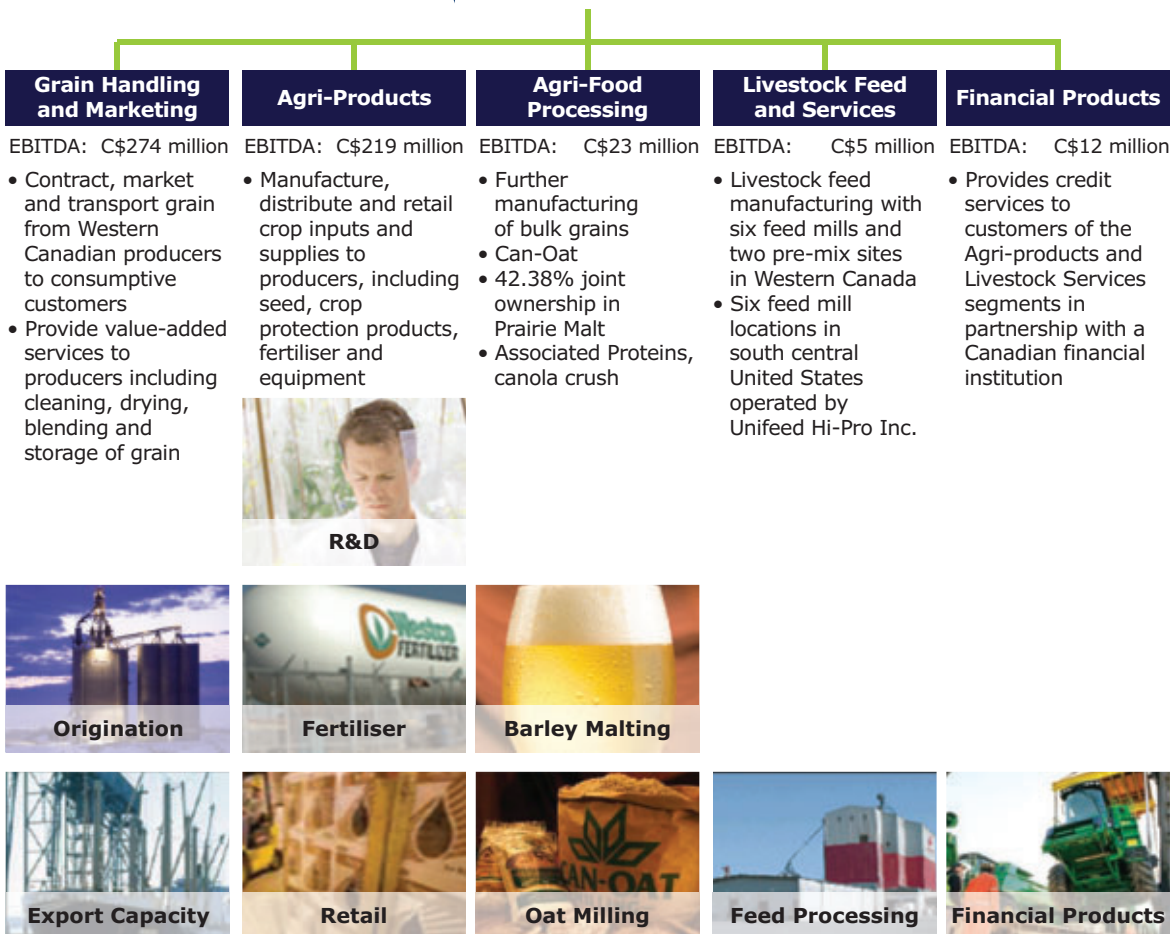 Grain Handling
and Marketing
EBITDA: C$274 million
• Contract, market
and transport grain
from Western
Canadian producers
to consumptive
customers
• Provide value-added
services to
producers including
cleaning, drying,
blending and
storage of grain
Origination
Export Capacity
Agri-Products
EBITDA: C$219 million
• Manufacture,
distribute and retail
crop inputs and
supplies to
producers, including
seed, crop
protection products,
fertiliser and
equipment
R&D
Westco
FERTILIZER
Fertiliser
Retail
Agri-Food
Processing
EBITDA: C$23 million
• Further
manufacturing
of bulk grains
• Can-Oat
• 42.38% joint
ownership in
Prairie Malt
• Associated Proteins,
canola crush
Barley Malting
CAN-OAT
Oat Milling
Livestock Feed
and Services
EBITDA: C$5 million
• Livestock feed
manufacturing with
six feed mills and
two pre-mix sites
in Western Canada
• Six feed mill
locations in
south central
United States
operated by
Unifeed Hi-Pro Inc.
Feed Processing
Financial Products
EBITDA: C$12 million
• Provides credit
services to
customers of the
Agri-products and
Livestock Services
segments in
partnership with a
Canadian financial
institution
Financial Products